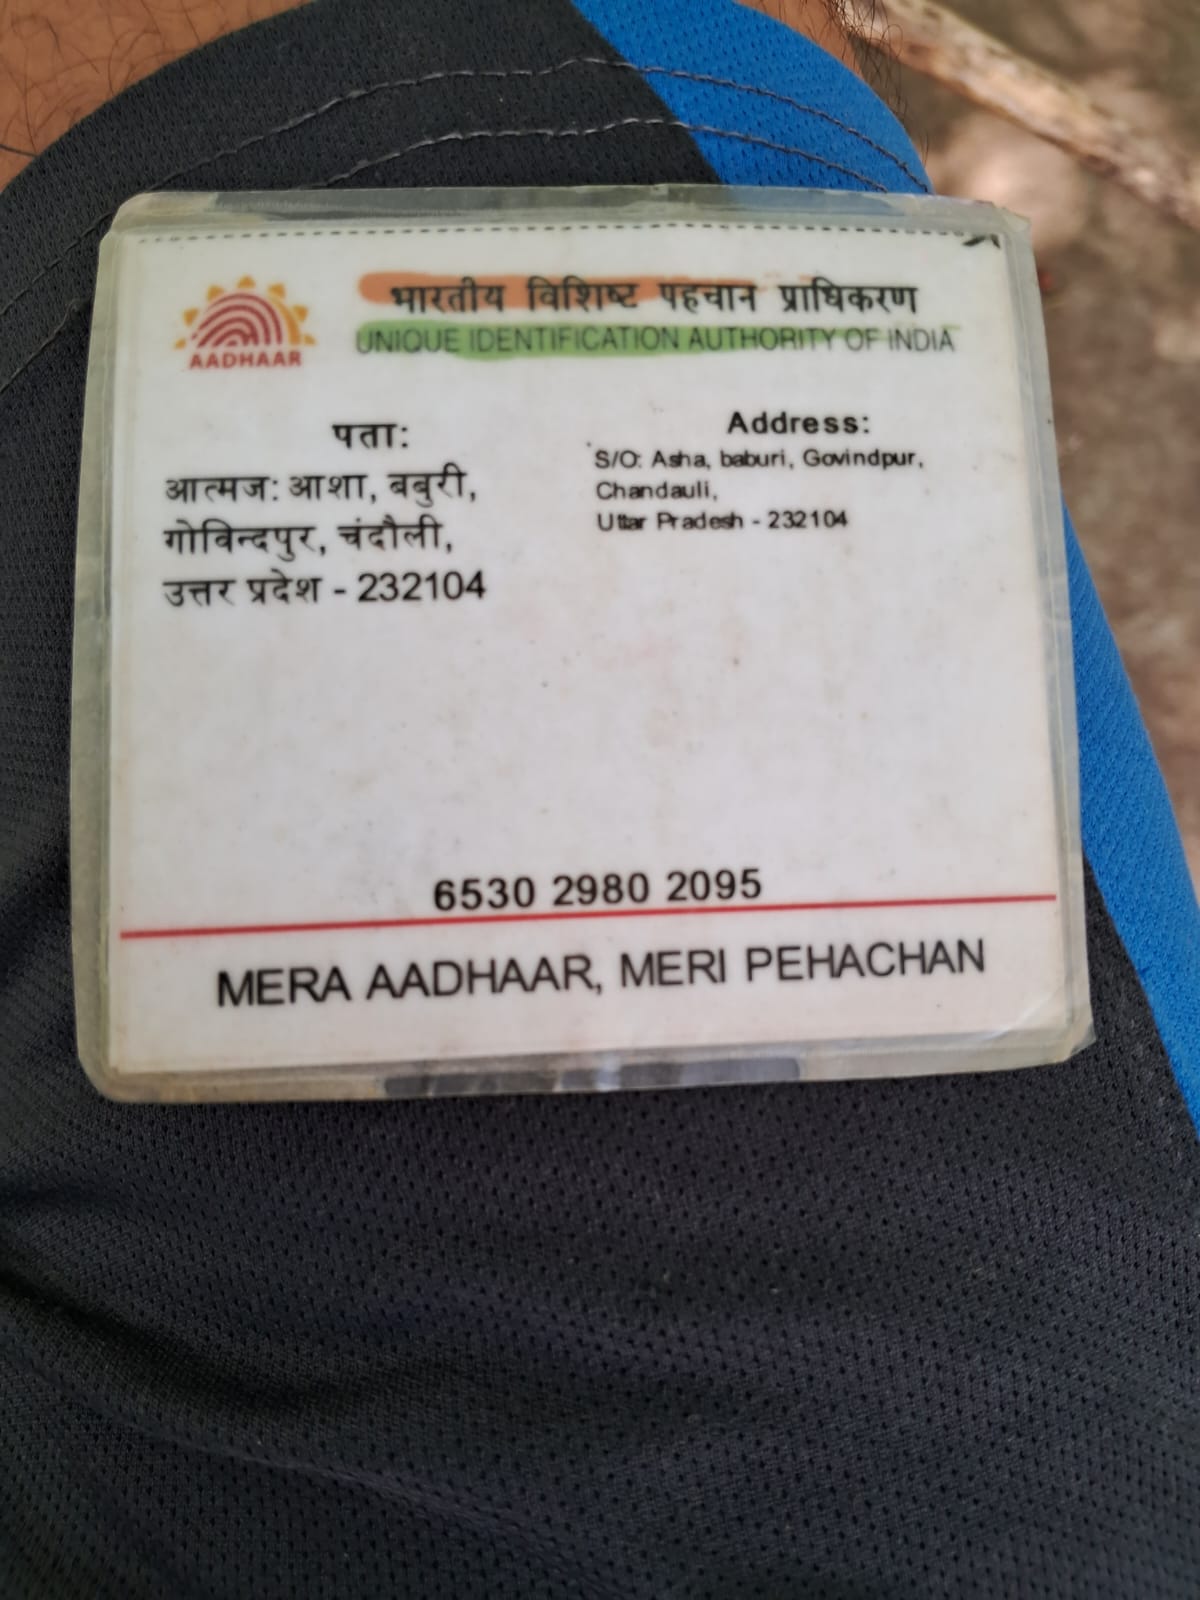 भारतीय विशिष्ट पहचान प्राधिकरण
UNIQUE IDENTIFICATION AUTHORITY OF INDIA
AADHAAR
पता:
आत्मज: आशा, बबुरी,
गोविन्दपुर, चंदौली,
उत्तर प्रदेश - 232104
Address:
S/O: Asha, baburi, Govindpur,
Chandauli,
Uttar Pradesh - 232104
6530 2980 2095
MERA AADHAAR, MERI PEHACHAN